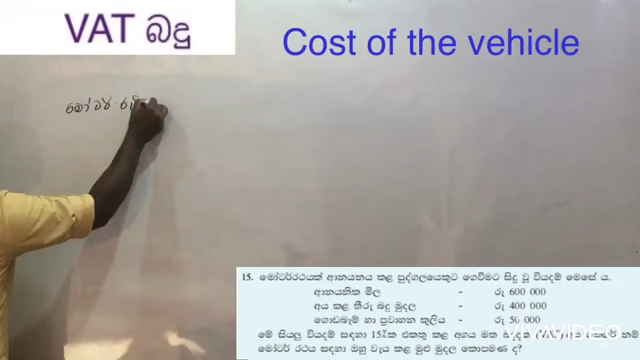 VAT බදු
Cost of the vehicle
මෝටර් ර
15. මෝටර්රථයක් ආනයනය කළ පුද්ගලයෙකුට ගෙවීමට සිදු වූ වියදම් මෙසේ ය.
ආනයනික මිල - රු 600 000
අය කළ තීරු බදු මුදල - රු 400 000
ගොඩබෑම් හා ප්‍රවාහන කුලිය - රු 56 000
මේ සියලු වියදම් සඳහා 15%ක එකතු කළ අගය මත
මෝටර් රථය සඳහා ඔහු වැය කළ මුළු මුදල කොපමණ ද?
VIVAVIDEO